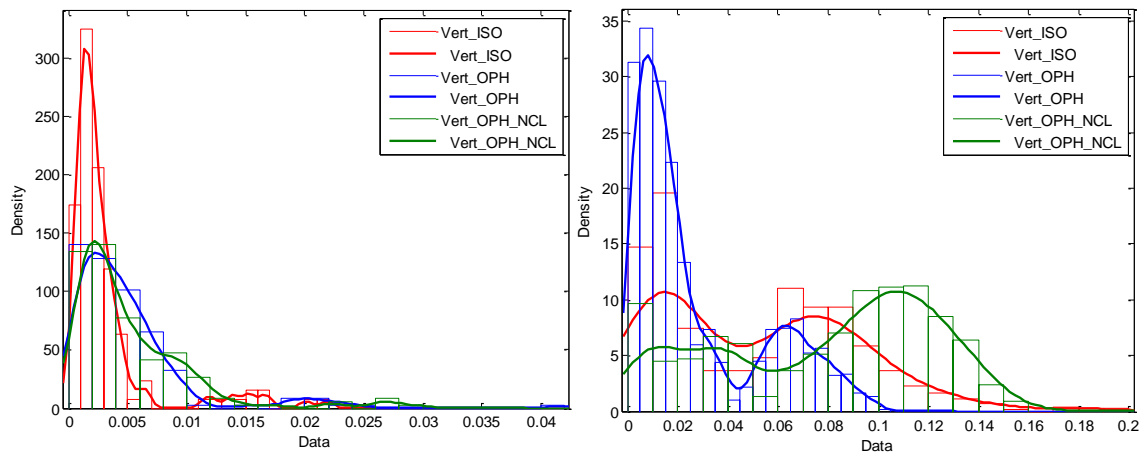 Vert_ISO
Vert_ISO
Vert_OPH
Vert_OPH
Vert_OPH_NCL
Vert_OPH_NCL
300
250
200
150
100
50
0
Density
0 0.005 0.01 0.015 0.02 0.025 0.03 0.035 0.04
Data
Vert_ISO
Vert_ISO
Vert_OPH
Vert_OPH
Vert_OPH_NCL
Vert_OPH_NCL
35
30
25
20
15
10
5
0
Density
0 0.02 0.04 0.06 0.08 0.1 0.12 0.14 0.16 0.18 0.2
Data